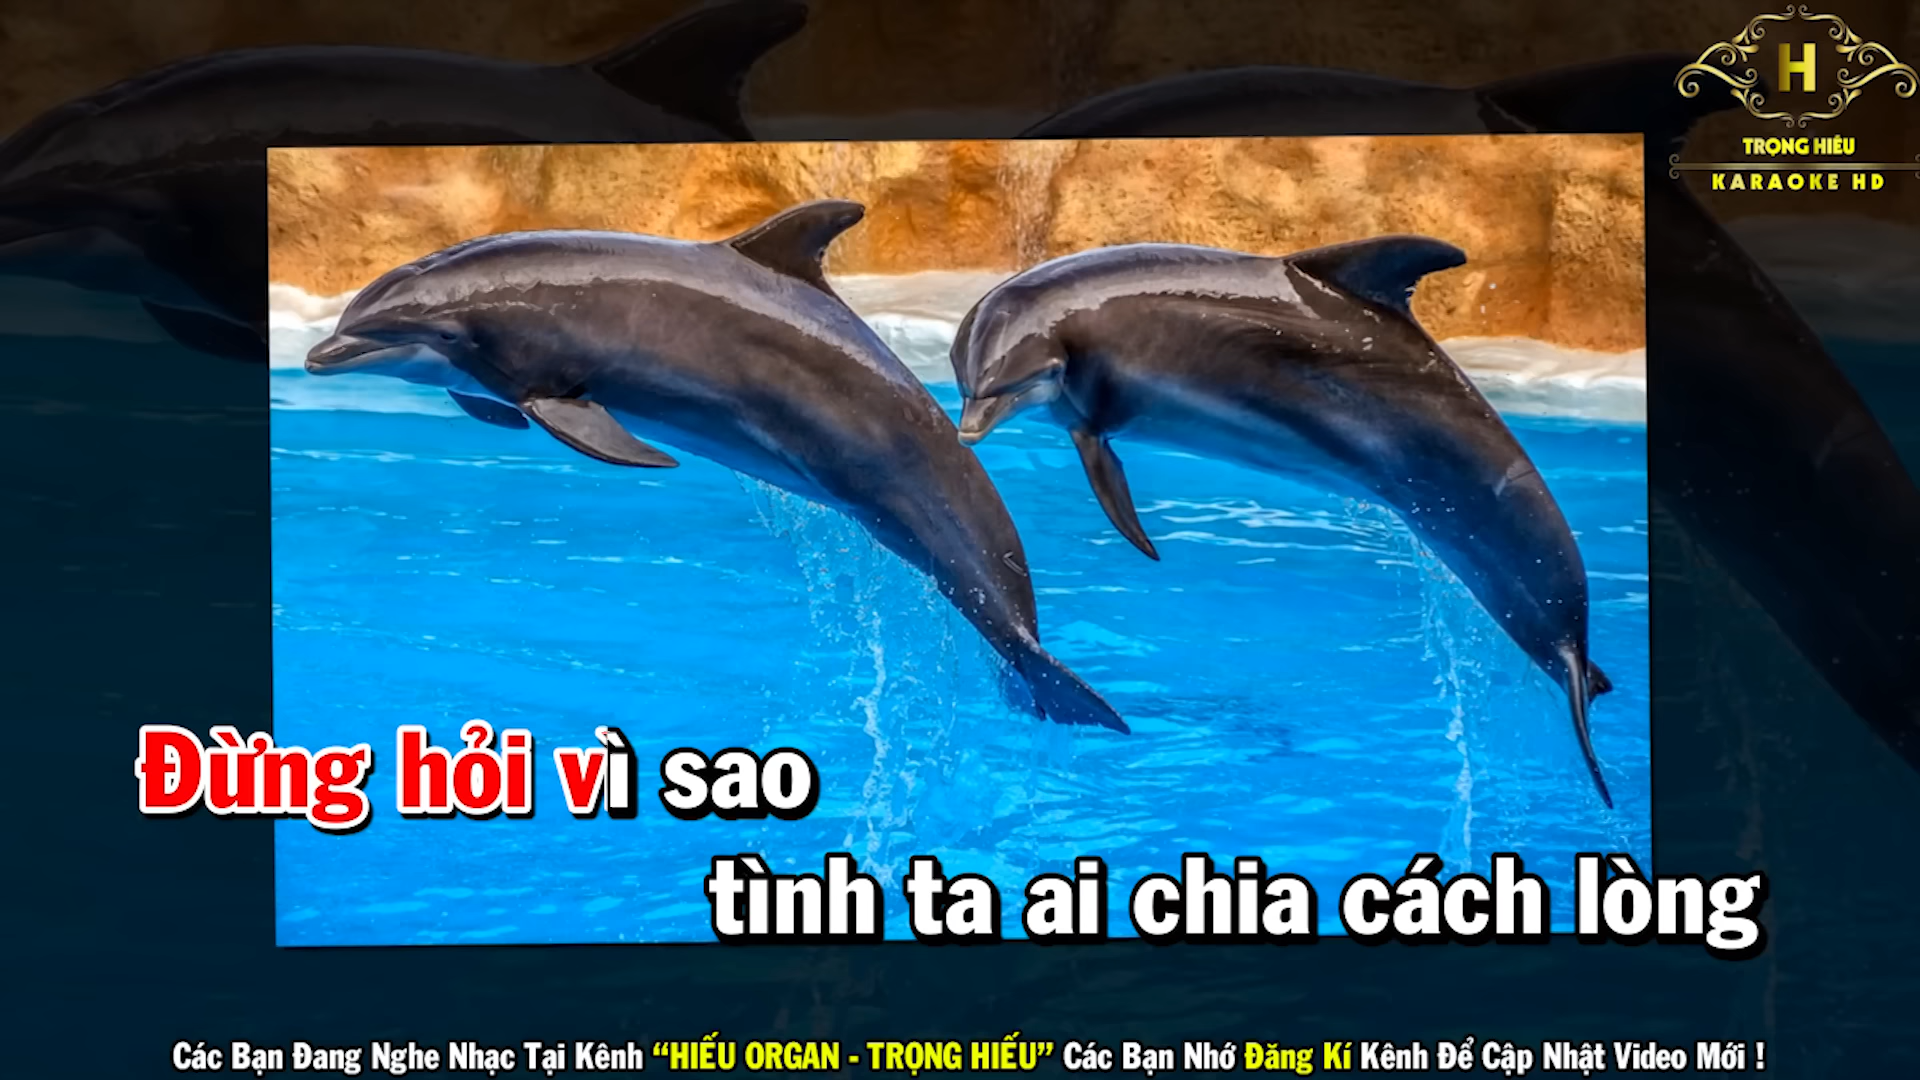 H
TRỌNG HIẾU
KARAOKE HD
Đừng hỏi vì sao
tình ta ai chia cách lòng
Các Bạn Đang Nghe Nhạc Tại Kênh “HIẾU ORGAN - TRỌNG HIẾU” Các Bạn Nhớ Đăng Kí Kênh Để Cập Nhật Video Mới !